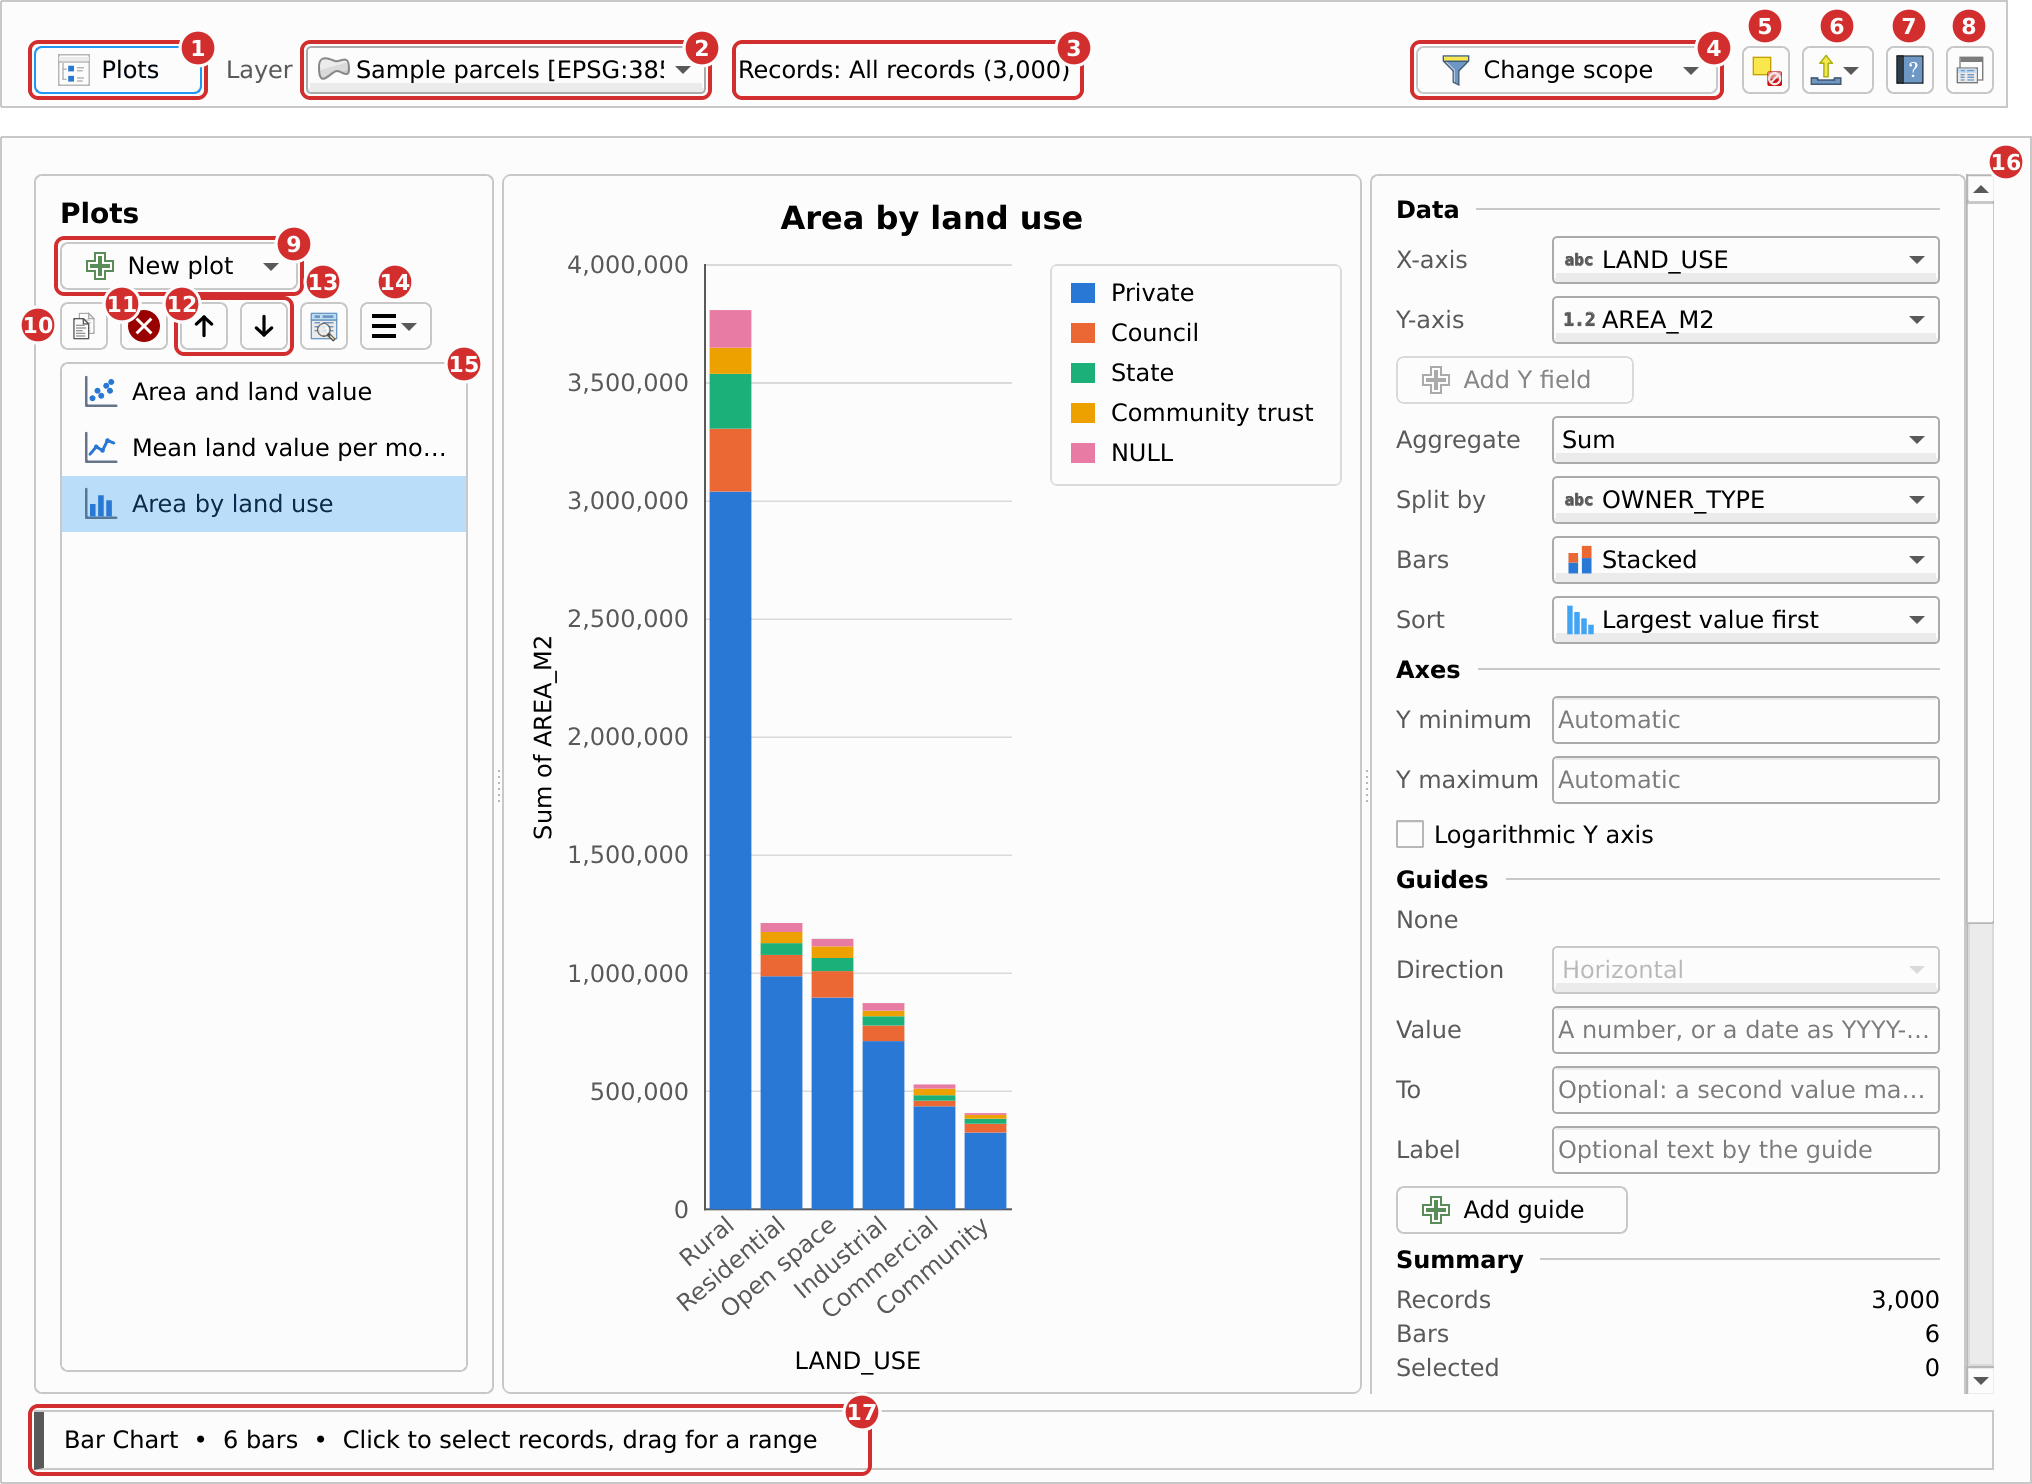 1
2
3
4
5
6
7
8
Plots
Layer
Sample parcels [EPSG:385
Records: All records (3,000)
Change scope
16
Plots
9
New plot
10
11
12
13
14
15
Area and land value
Mean land value per mo...
Area by land use
Area by land use
4,000,000
3,500,000
3,000,000
2,500,000
2,000,000
1,500,000
1,000,000
500,000
0
Sum of AREA_M2
Rural
Residential
Open space
Industrial
Commercial
Community
LAND_USE
Private
Council
State
Community trust
NULL
Data
X-axis abc LAND_USE
Y-axis 1.2 AREA_M2
Add Y field
Aggregate Sum
Split by abc OWNER_TYPE
Bars Stacked
Sort Largest value first
Axes
Y minimum Automatic
Y maximum Automatic
Logarithmic Y axis
Guides
None
Direction Horizontal
Value A number, or a date as YYYY-...
To Optional: a second value ma...
Label Optional text by the guide
Add guide
Summary
Records 3,000
Bars 6
Selected 0
17
Bar Chart • 6 bars • Click to select records, drag for a range